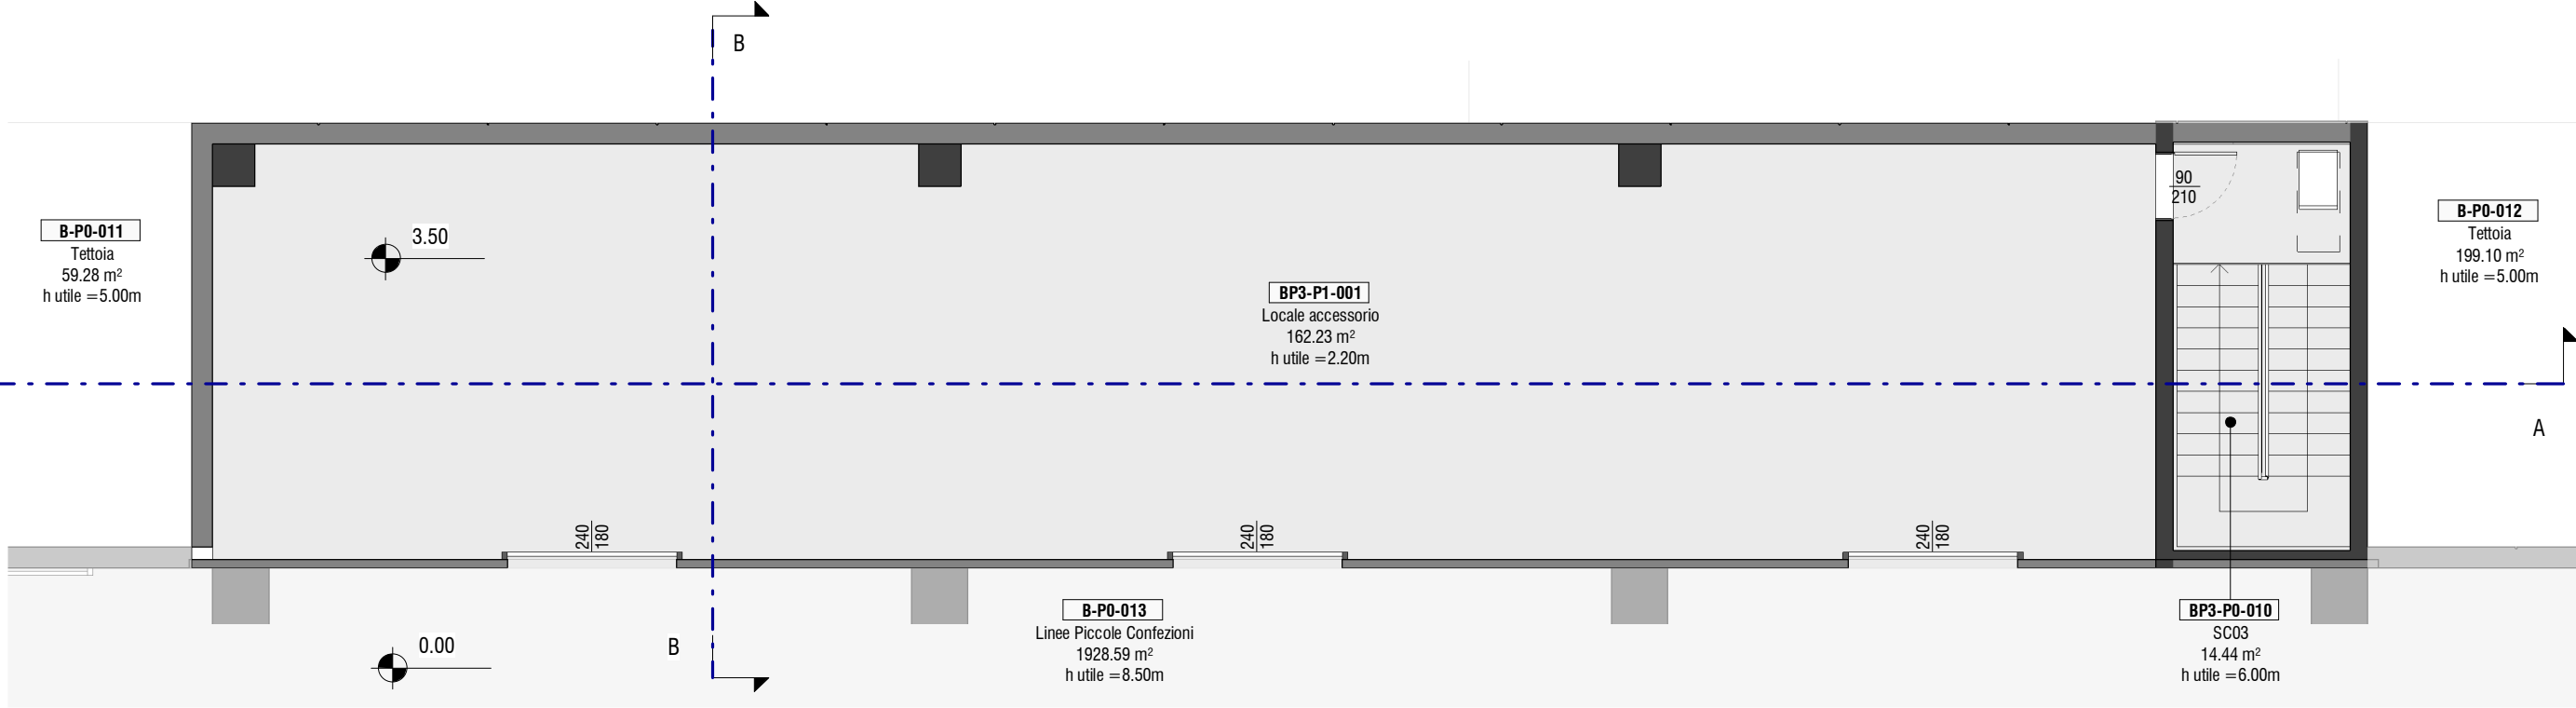 B
B-P0-011
Tettoia
59.28 m²
h utile =5.00m
3.50
BP3-P1-001
Locale accessorio
162.23 m²
h utile =2.20m
90
210
B-P0-012
Tettoia
199.10 m²
h utile =5.00m
A
240
180
240
180
240
180
0.00
B
B-P0-013
Linee Piccole Confezioni
1928.59 m²
h utile =8.50m
BP3-P0-010
SC03
14.44 m²
h utile =6.00m